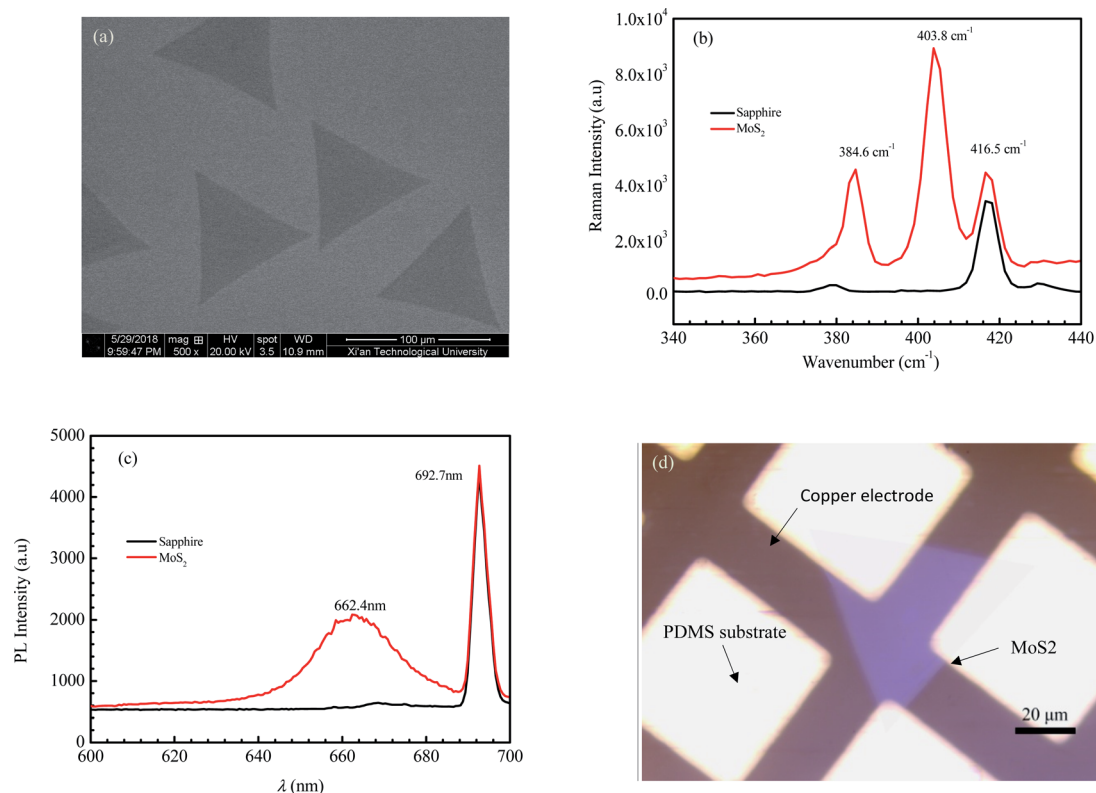 (a)
5/29/2018 mag HV spot WD 100 μm
9:59:47 PM 500 x 20.00 kV 3.5 10.9 mm Xi'an Technological University
(b)
1.0x10⁴
8.0x10³
6.0x10³
4.0x10³
2.0x10³
0.0
Raman Intensity (a.u)
403.8 cm⁻¹
Sapphire
MoS₂
384.6 cm⁻¹
416.5 cm⁻¹
340 360 380 400 420 440
Wavenumber (cm⁻¹)
(c)
5000
4000
3000
2000
1000
0
PL Intensity (a.u)
692.7nm
Sapphire
MoS₂
662.4nm
600 620 640 660 680 700
λ (nm)
(d)
Copper electrode
PDMS substrate
MoS2
20 μm